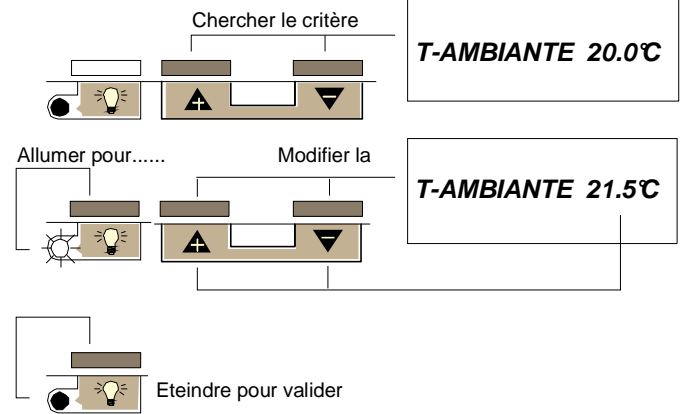 Chercher le critère
T-AMBIANTE 20.0°C
Allumer pour...... Modifier la
T-AMBIANTE 21.5°C
Eteindre pour valider